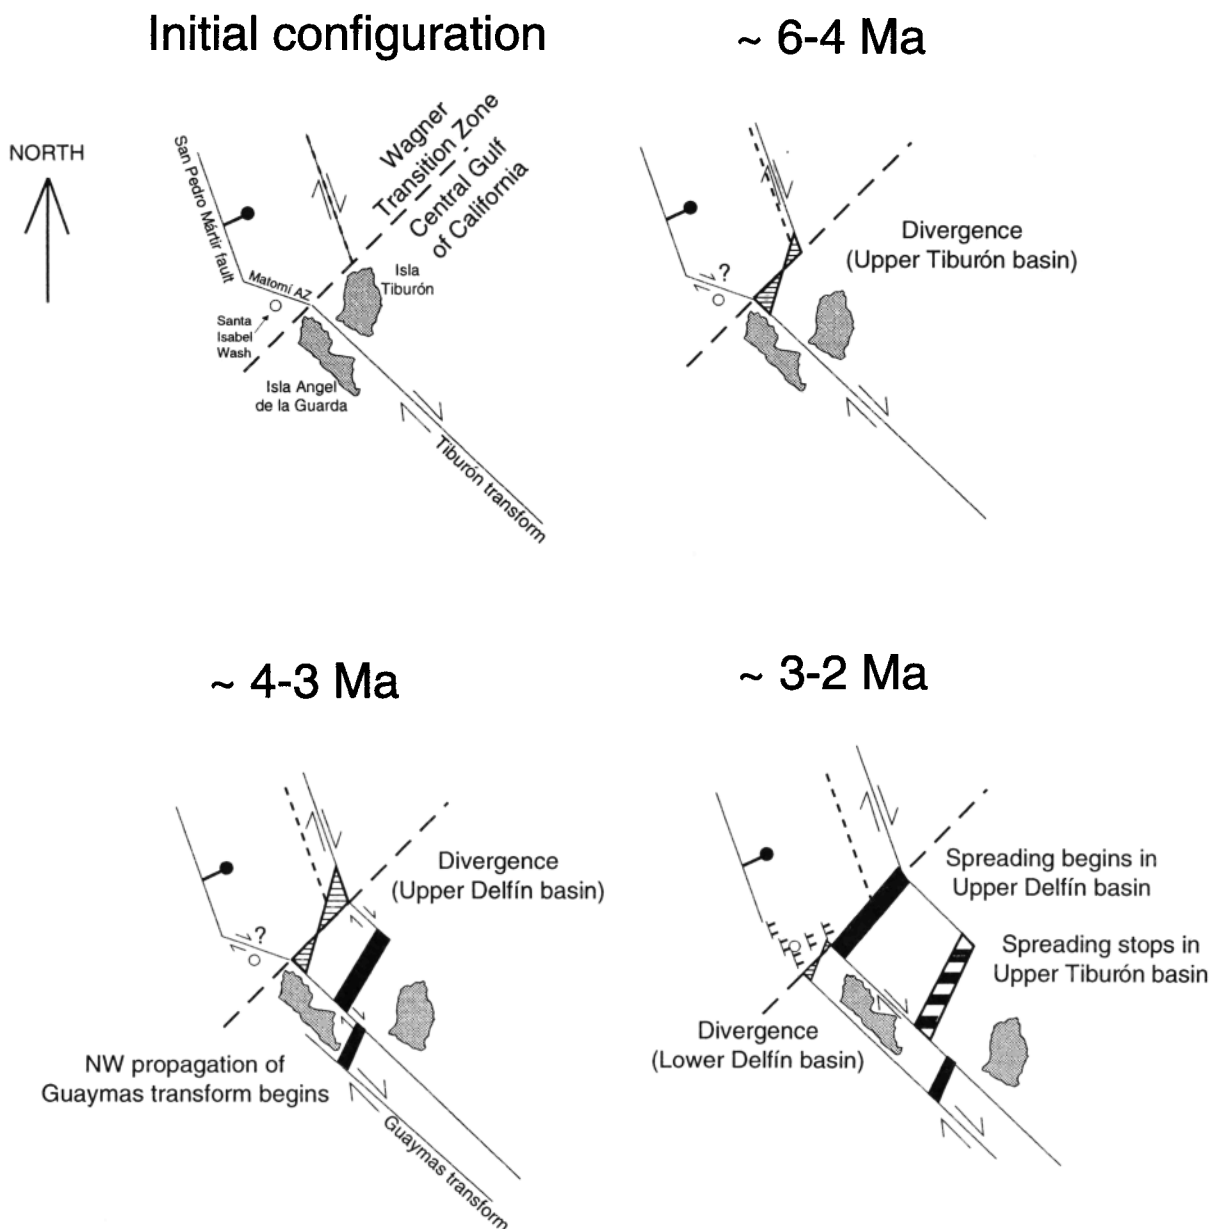 Initial configuration
NORTH
San Pedro Mártir fault
Wagner
Transition Zone
Central Gulf
of California
Matomí AZ
Isla
Tiburón
Santa
Isabel
Wash
Isla Angel
de la Guarda
Tiburón transform
~ 6-4 Ma
?
Divergence
(Upper Tiburón basin)
~ 4-3 Ma
?
Divergence
(Upper Delfín basin)
NW propagation of
Guaymas transform begins
Guaymas transform
~ 3-2 Ma
Spreading begins in
Upper Delfín basin
Spreading stops in
Upper Tiburón basin
Divergence
(Lower Delfín basin)